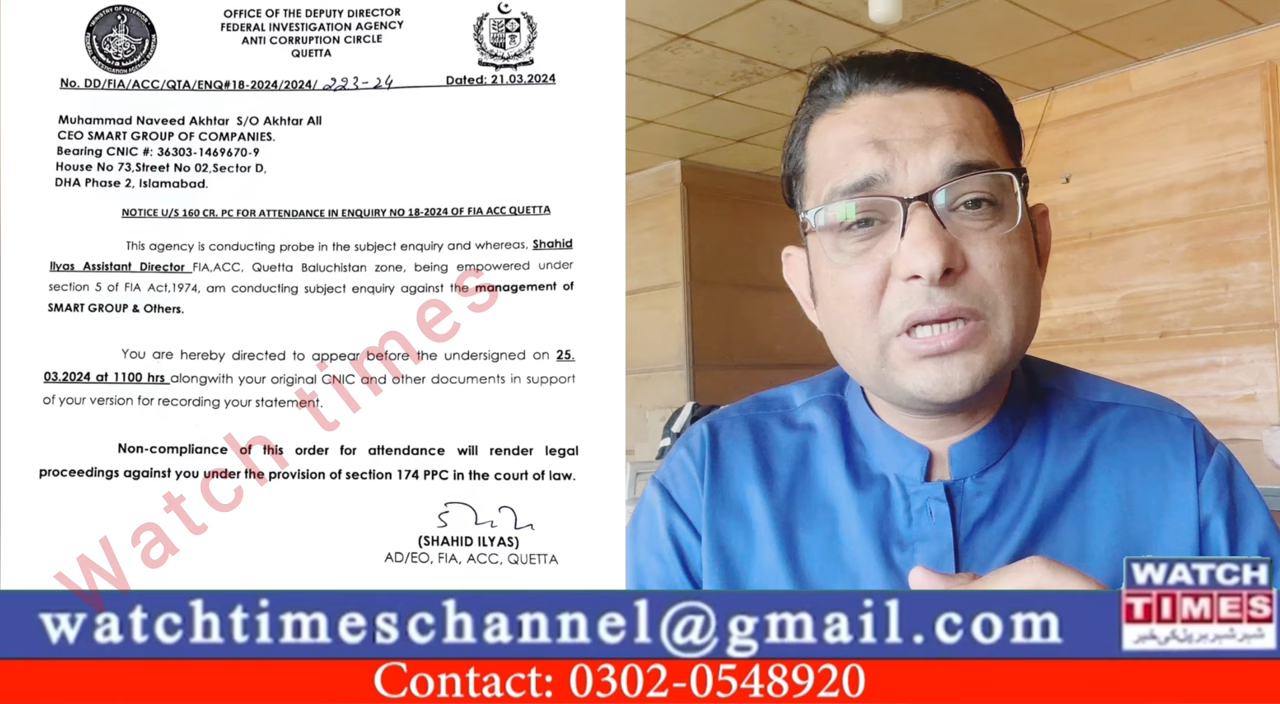 OFFICE OF THE DEPUTY DIRECTOR
FEDERAL INVESTIGATION AGENCY
ANTI CORRUPTION CIRCLE
QUETTA
No. DD/FIA/ACC/QTA/ENQ#18-2024/2024/ 223-24 Dated: 21.03.2024
Muhammad Naveed Akhtar S/O Akhtar All
CEO SMART GROUP OF COMPANIES.
Bearing CNIC #: 36303-1469670-9
House No 73,Street No 02,Sector D,
DHA Phase 2, Islamabad.
NOTICE U/S 160 CR. PC FOR ATTENDANCE IN ENQUIRY NO 18-2024 OF FIA ACC QUETTA
This agency is conducting probe in the subject enquiry and whereas, Shahid
Ilyas Assistant Director FIA,ACC, Quetta Baluchistan zone, being empowered under
section 5 of FIA Act,1974, am conducting subject enquiry against the management of
SMART GROUP & Others.
You are hereby directed to appear before the undersigned on 25.
03.2024 at 1100 hrs alongwith your original CNIC and other documents in support
of your version for recording your statement.
Non-compliance of this order for attendance will render legal
proceedings against you under the provision of section 174 PPC in the court of law.
(SHAHID ILYAS)
AD/EO, FIA, ACC, QUETTA
Watch times
WATCH
TIMES
watchtimeschannel@gmail.com
Contact: 0302-0548920